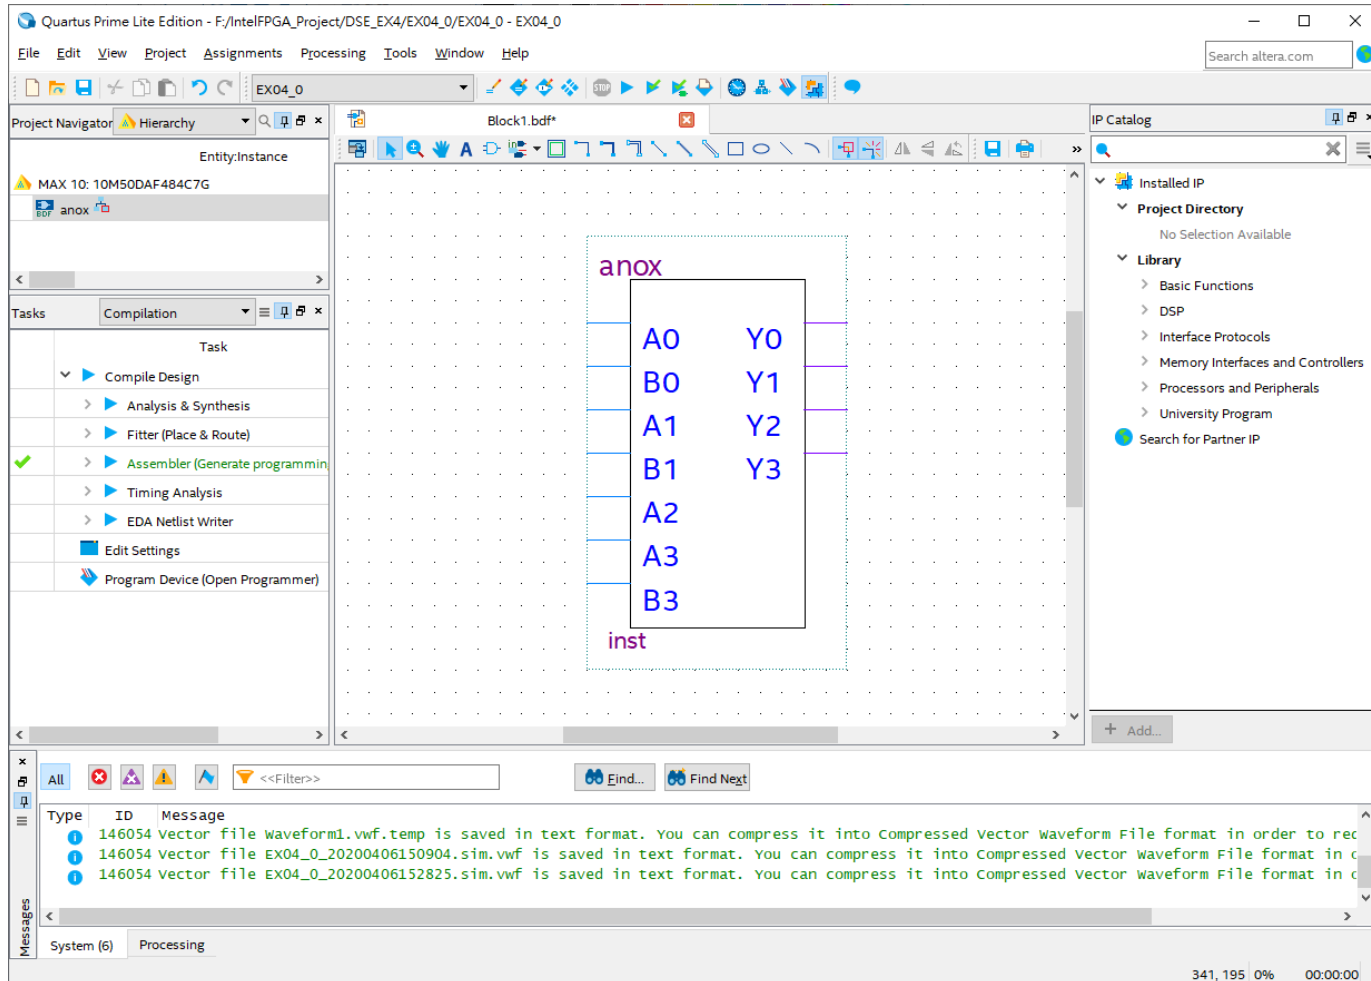 Quartus Prime Lite Edition - F:/IntelFPGA_Project/DSE_EX4/EX04_0/EX04_0 - EX04_0
File Edit View Project Assignments Processing Tools Window Help
Search altera.com
EX04_0
Project Navigator Hierarchy
Entity:Instance
MAX 10: 10M50DAF484C7G
BDF anox
Tasks Compilation
Task
Compile Design
Analysis & Synthesis
Fitter (Place & Route)
Assembler (Generate programmin
Timing Analysis
EDA Netlist Writer
Edit Settings
Program Device (Open Programmer)
Block1.bdf*
anox
A0 Y0
B0 Y1
A1 Y2
B1 Y3
A2
A3
B3
inst
IP Catalog
Installed IP
Project Directory
No Selection Available
Library
Basic Functions
DSP
Interface Protocols
Memory Interfaces and Controllers
Processors and Peripherals
University Program
Search for Partner IP
+ Add...
All <<Filter>> Find... Find Next
Type ID Message
146054 Vector file Waveform1.vwf.temp is saved in text format. You can compress it into Compressed Vector Waveform File format in order to rec
146054 Vector file EX04_0_20200406150904.sim.vwf is saved in text format. You can compress it into Compressed Vector Waveform File format in c
146054 Vector file EX04_0_20200406152825.sim.vwf is saved in text format. You can compress it into Compressed Vector Waveform File format in c
Messages
System (6) Processing
341, 195 0% 00:00:00